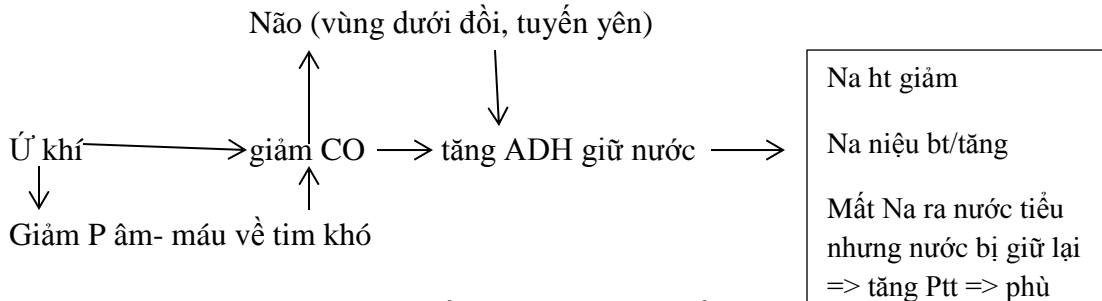 Não (vùng dưới đồi, tuyến yên)
Ứ khí
giảm CO
tăng ADH giữ nước
Giảm P âm- máu về tim khó
Na ht giảm
Na niệu bt/tăng
Mất Na ra nước tiểu
nhưng nước bị giữ lại
=> tăng Ptt => phù